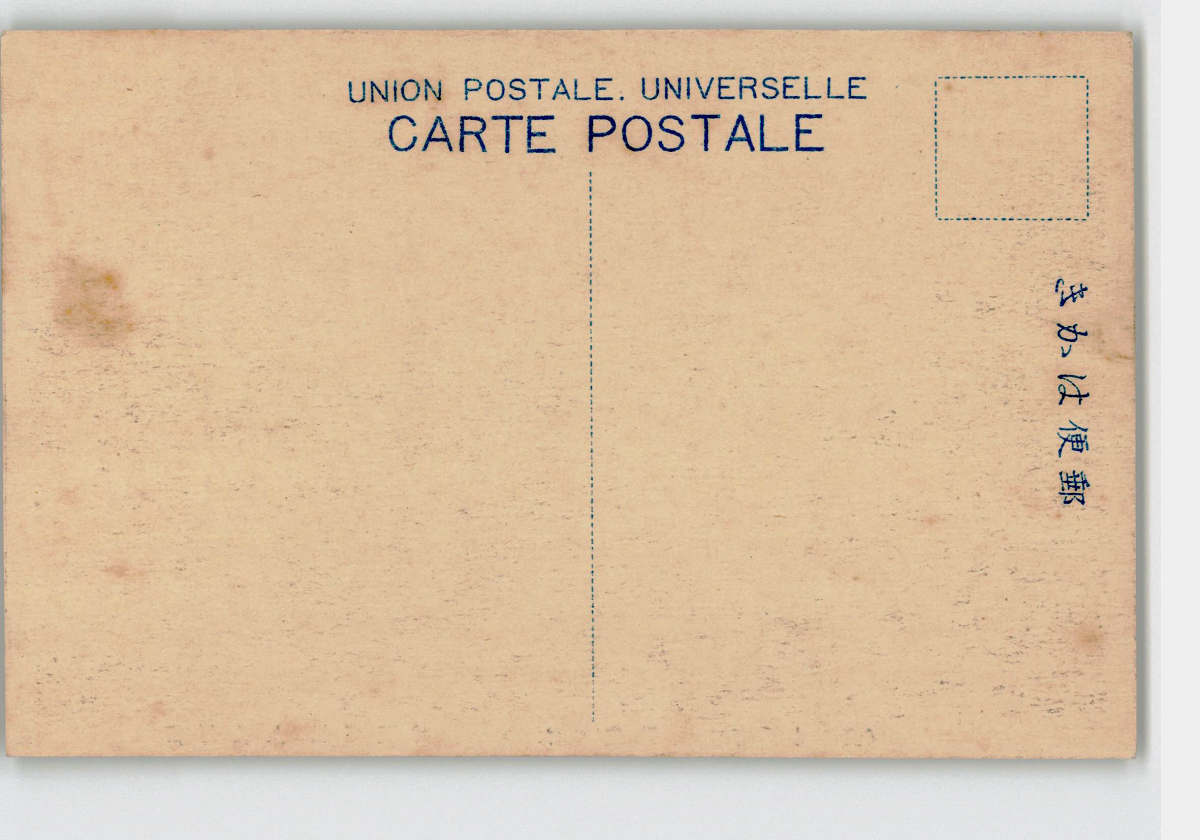 UNION POSTALE. UNIVERSELLE
CARTE POSTALE
郵便はかき